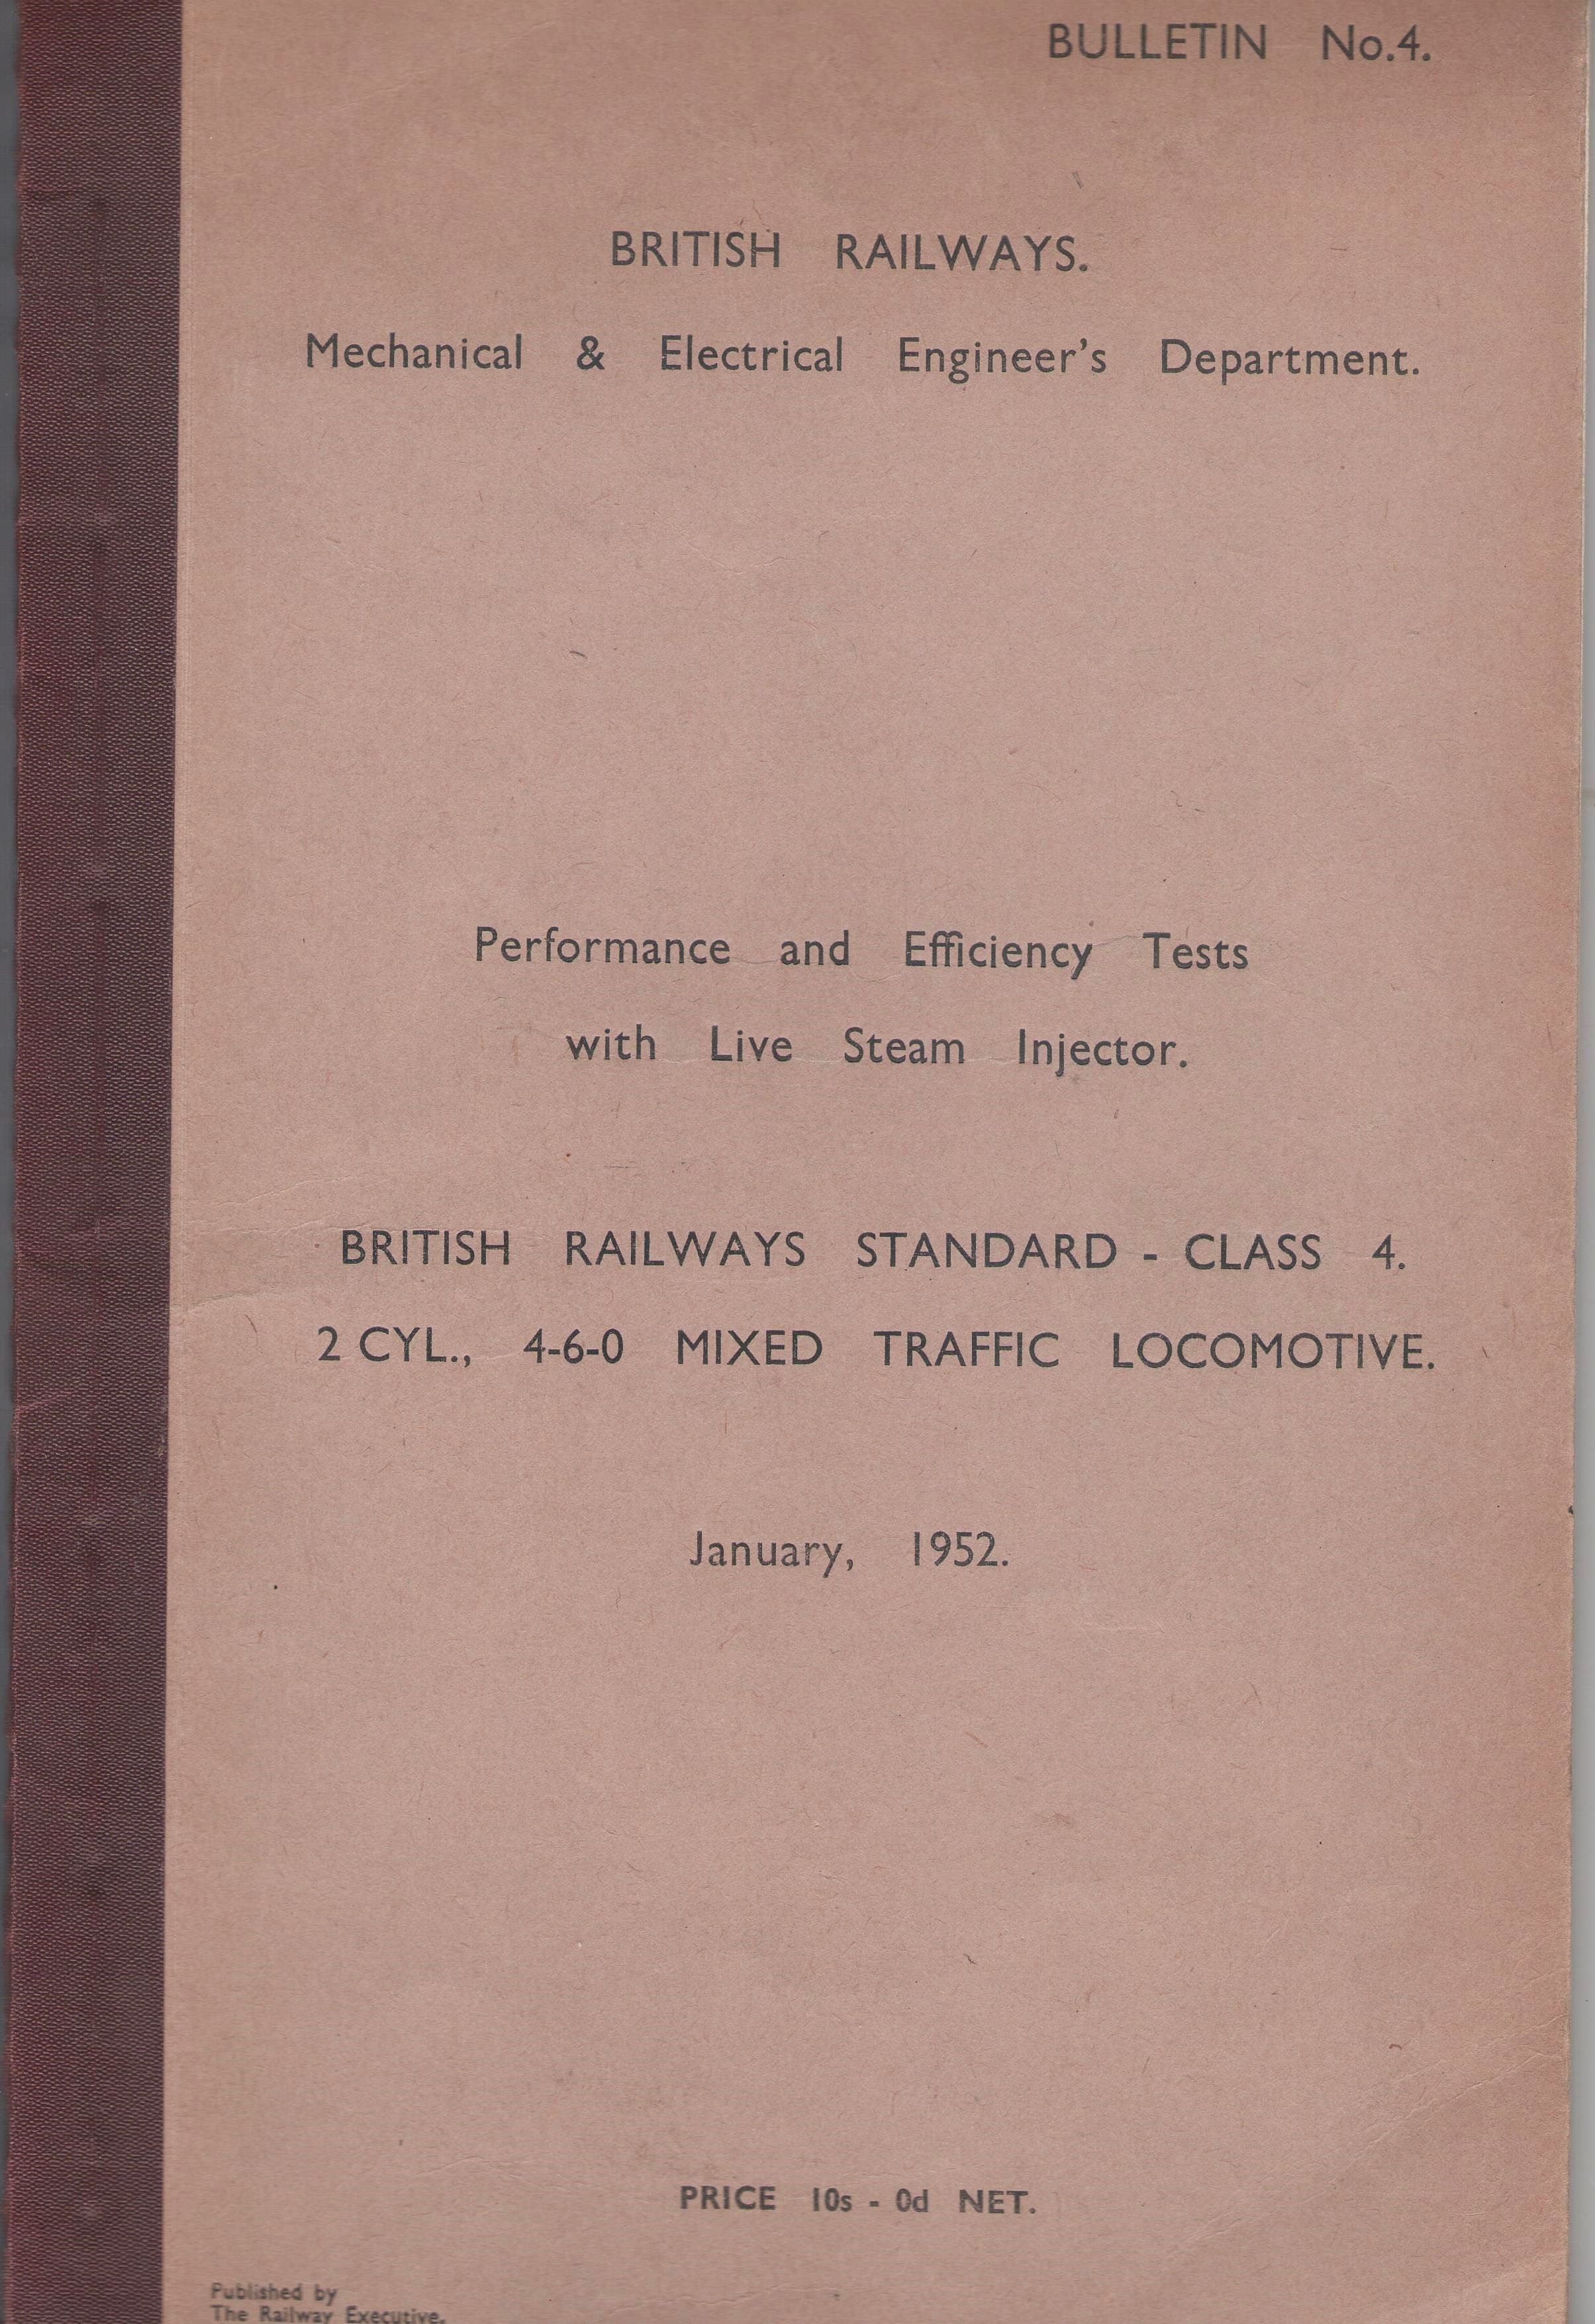 BULLETIN No.4.
BRITISH RAILWAYS.
Mechanical & Electrical Engineer's Department.
Performance and Efficiency Tests
with Live Steam Injector.
BRITISH RAILWAYS STANDARD - CLASS 4.
2 CYL., 4-6-0 MIXED TRAFFIC LOCOMOTIVE.
January, 1952.
PRICE 10s - 0d NET.
Published by
The Railway Executive.